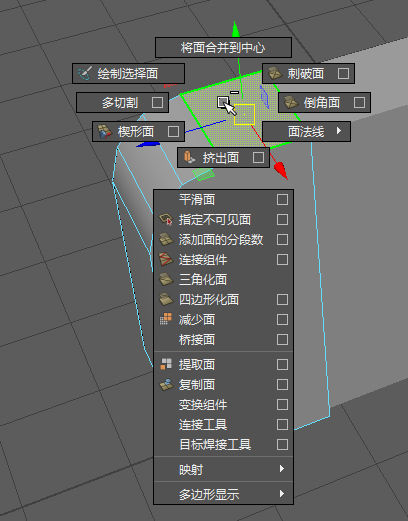 将面合并到中心
绘制选择面
刺破面
多切割
倒角面
楔形面
面法线
挤出面
平滑面
指定不可见面
添加面的分段数
连接组件
三角化面
四边形化面
减少面
桥接面
提取面
复制面
变换组件
连接工具
目标焊接工具
映射
多边形显示